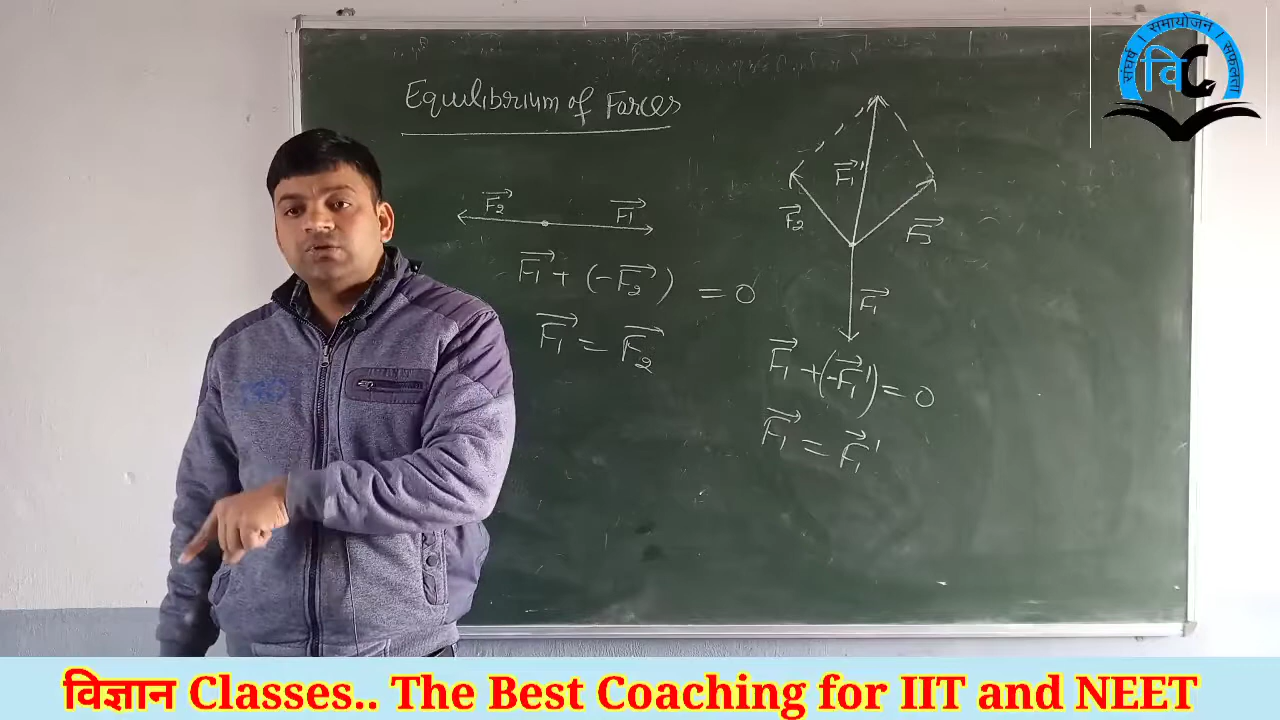 संघर्ष । समायोजन । सफलता
वि C
Equilibrium of Forces
F₂⃗ F₁⃗
F₁⃗ + (-F₂⃗) = 0
F₁⃗ = F₂⃗
F₁⃗'
F₂⃗ F₃⃗
F₁⃗
F₁⃗ + (-F₁⃗') = 0
F₁⃗ = F₁⃗'
विज्ञान Classes.. The Best Coaching for IIT and NEET